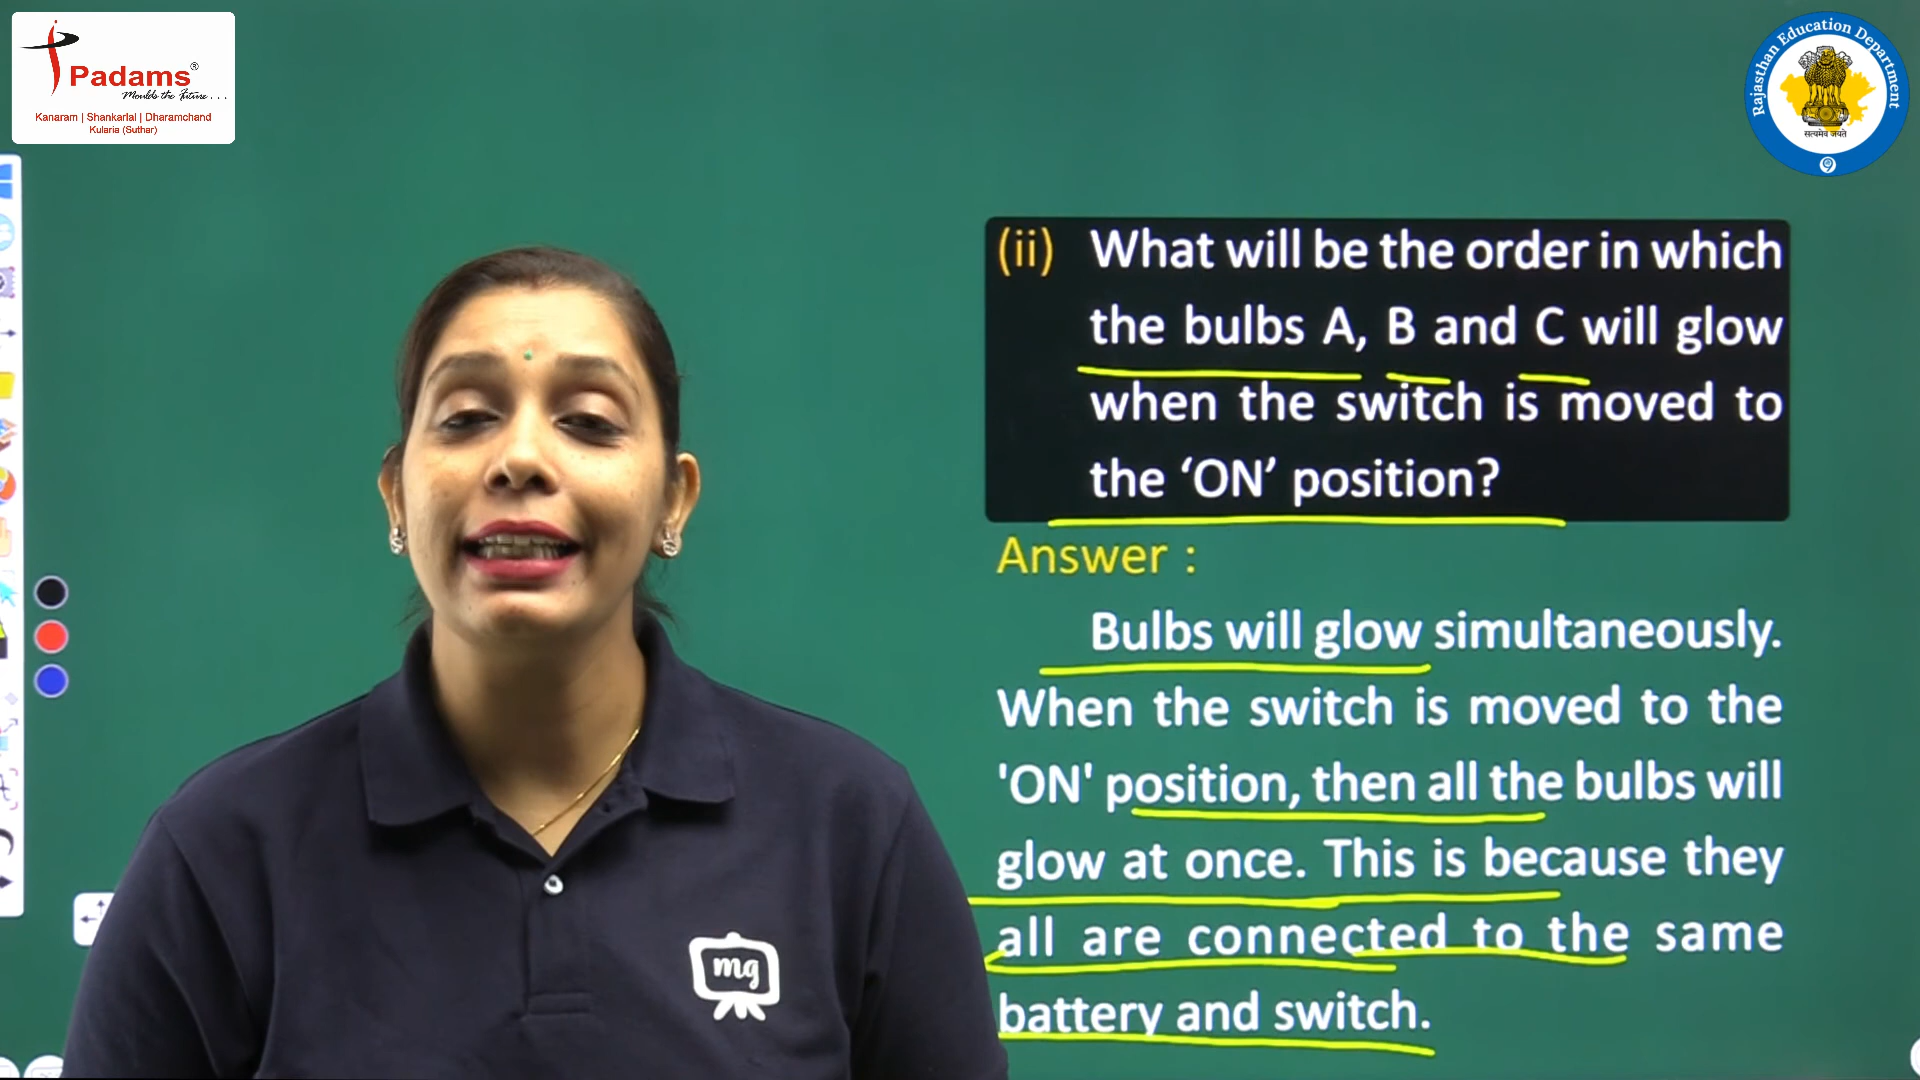 Padams®
Moulds the Future . . .
Kanaram | Shankarlal | Dharamchand
Kularia (Suthar)
Rajasthan Education Department
सत्यमेव जयते
(ii) What will be the order in which
the bulbs A, B and C will glow
when the switch is moved to
the ‘ON’ position?
Answer :
Bulbs will glow simultaneously.
When the switch is moved to the
'ON' position, then all the bulbs will
glow at once. This is because they
all are connected to the same
battery and switch.
mg